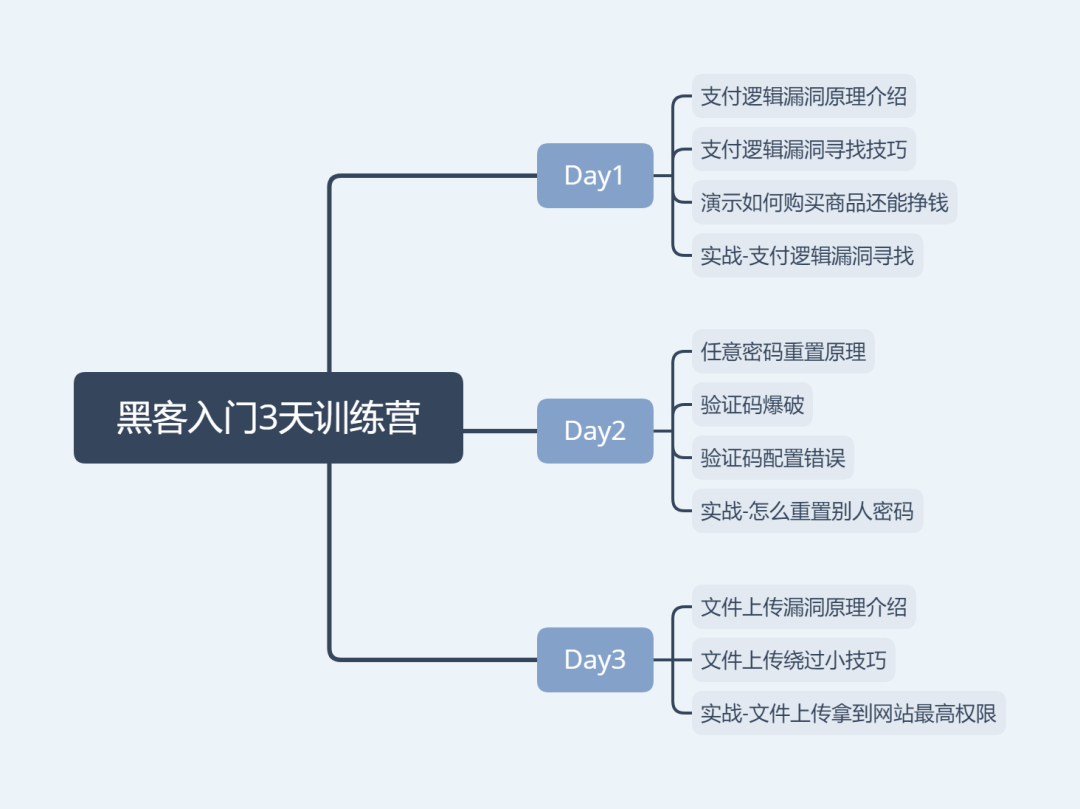 黑客入门3天训练营
Day1
支付逻辑漏洞原理介绍
支付逻辑漏洞寻找技巧
演示如何购买商品还能挣钱
实战-支付逻辑漏洞寻找
Day2
任意密码重置原理
验证码爆破
验证码配置错误
实战-怎么重置别人密码
Day3
文件上传漏洞原理介绍
文件上传绕过小技巧
实战-文件上传拿到网站最高权限